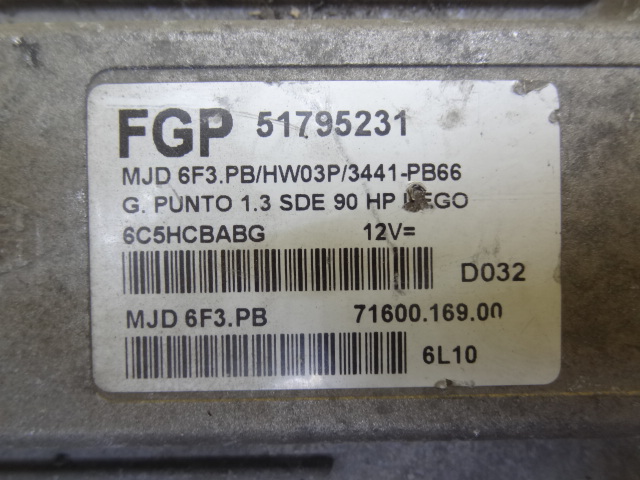 FGP 51795231
MJD 6F3.PB/HW03P/3441-PB66
G. PUNTO 1.3 SDE 90 HP
6C5HCBABG 12V=
D032
MJD 6F3.PB 71600.169.00
6L10